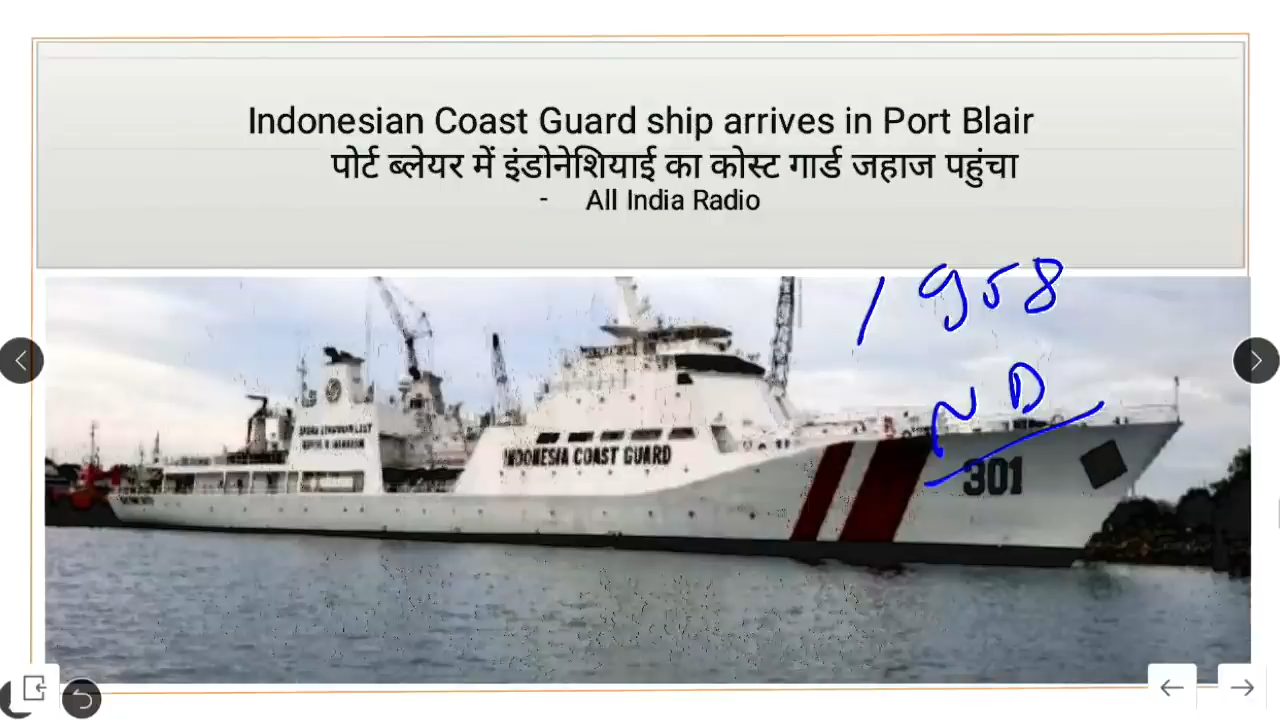 Indonesian Coast Guard ship arrives in Port Blair
पोर्ट ब्लेयर में इंडोनेशियाई का कोस्ट गार्ड जहाज पहुंचा
- All India Radio
1958
ND
INDONESIA COAST GUARD
301